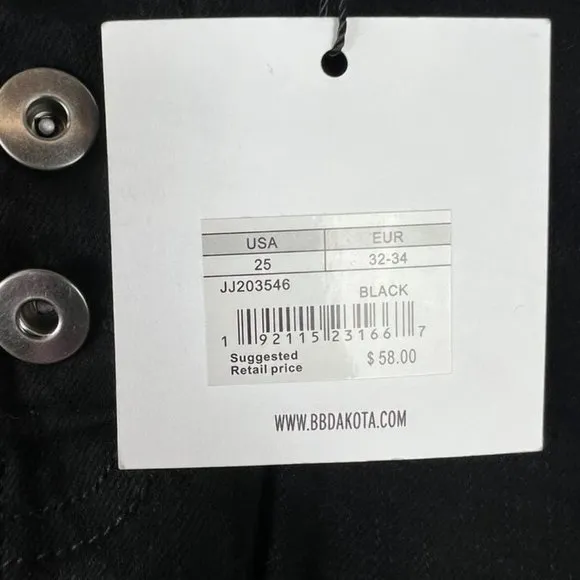 USA EUR
25 32-34
JJ203546 BLACK
1 92115 23166 7
Suggested
Retail price $ 58.00
WWW.BBDAKOTA.COM